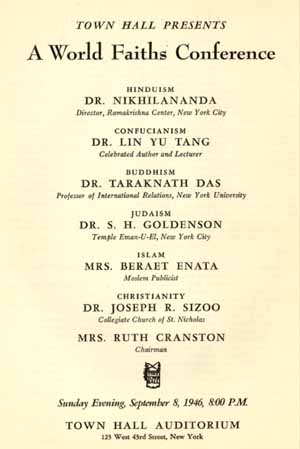 TOWN HALL PRESENTS
A World Faiths Conference
HINDUISM
DR. NIKHILANANDA
Director, Ramakrishna Center, New York City
CONFUCIANISM
DR. LIN YU TANG
Celebrated Author and Lecturer
BUDDHISM
DR. TARAKNATH DAS
Professor of International Relations, New York University
JUDAISM
DR. S. H. GOLDENSON
Temple Eman-U-El, New York City
ISLAM
MRS. BERAET ENATA
Moslem Publicist
CHRISTIANITY
DR. JOSEPH R. SIZOO
Collegiate Church of St. Nicholas
MRS. RUTH CRANSTON
Chairman
Sunday Evening, September 8, 1946, 8:00 P.M.
TOWN HALL AUDITORIUM
123 West 43rd Street, New York